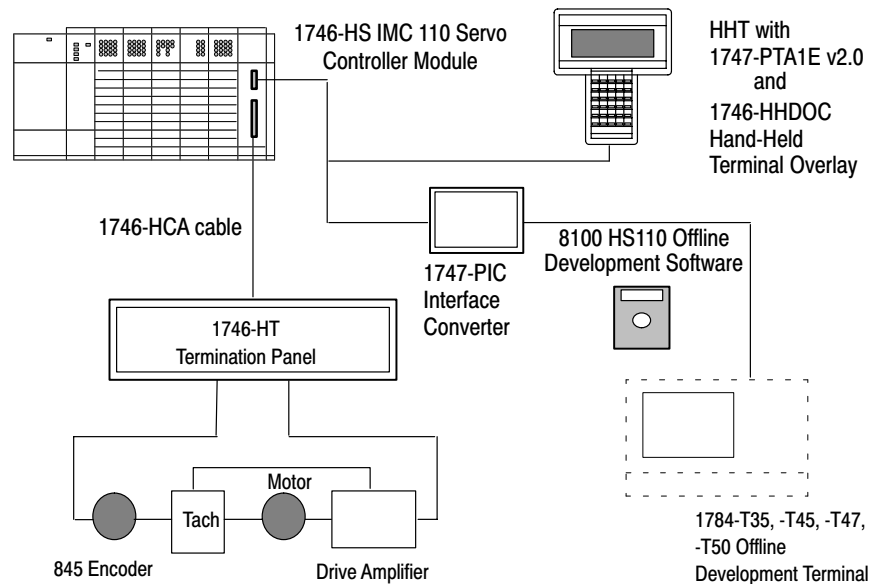 1746-HS IMC 110 Servo
Controller Module
HHT with
1747-PTA1E v2.0
and
1746-HHDOC
Hand-Held
Terminal Overlay
1746-HCA cable
1747-PIC
Interface
Converter
8100 HS110 Offline
Development Software
1746-HT
Termination Panel
Motor
Tach
845 Encoder
Drive Amplifier
1784-T35, -T45, -T47,
-T50 Offline
Development Terminal